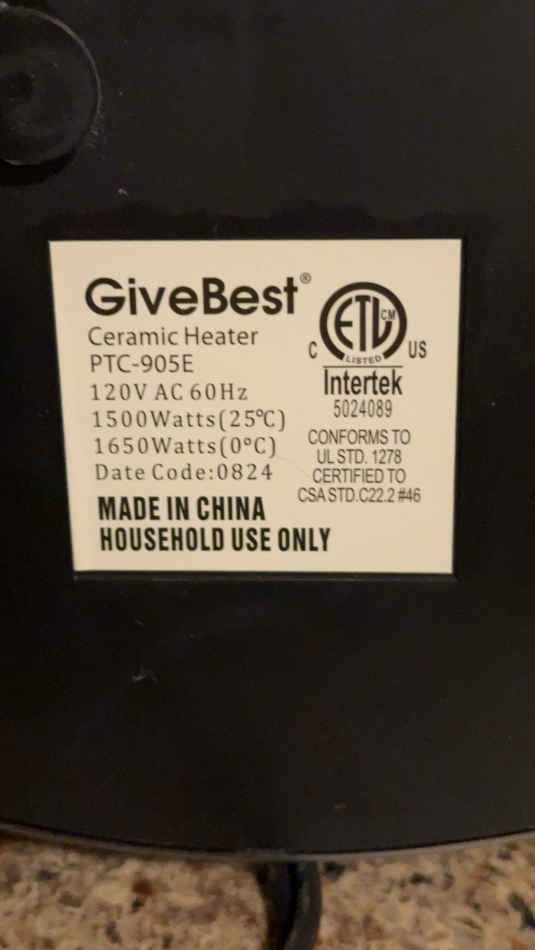 GiveBest®
Ceramic Heater
PTC-905E
120V AC 60Hz
1500Watts(25℃)
1650Watts(0°C)
Date Code:0824
MADE IN CHINA
HOUSEHOLD USE ONLY
ETL CM
LISTED
C US
Intertek
5024089
CONFORMS TO
UL STD. 1278
CERTIFIED TO
CSA STD.C22.2 #46